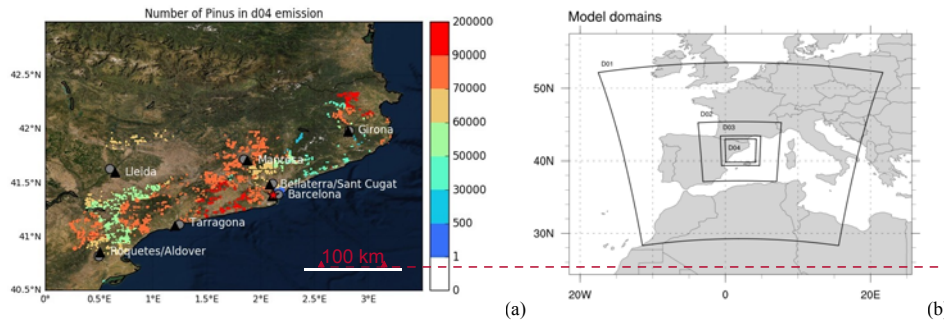 Number of Pinus in d04 emission
42.5°N
42°N
41.5°N
41°N
40.5°N
0°
0.5°E
1°E
1.5°E
2°E
2.5°E
3°E
Girona
Manresa
Lleida
Bellaterra/Sant Cugat
Barcelona
Tarragona
Roquetes/Aldover
100 km
200000
90000
70000
60000
50000
30000
500
1
0
(a)
Model domains
D01
D02
D03
D04
50N
40N
30N
20W
0
20E
(b